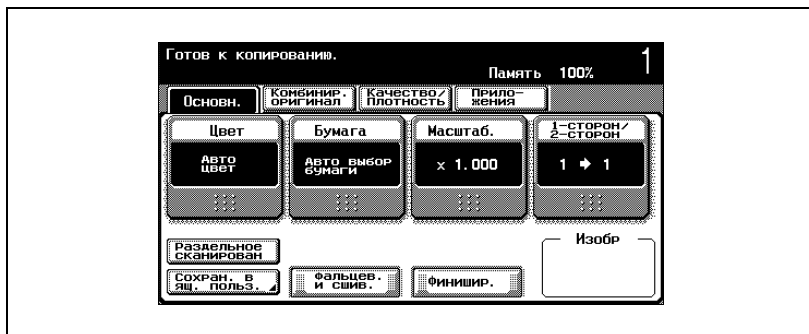 Готов к копированию.
1
Память 100%
Основн.
Комбинир.
оригинал
Качество/
Плотность
Прило-
жения
Цвет
Бумага
Масштаб.
1-сторон/
2-сторон
Авто
цвет
Авто выбор
бумаги
x 1.000
1 → 1
Раздельное
сканирован
Изобр
Сохран. в
ящ. польз.
Фальцев.
и сшив.
Финишир.